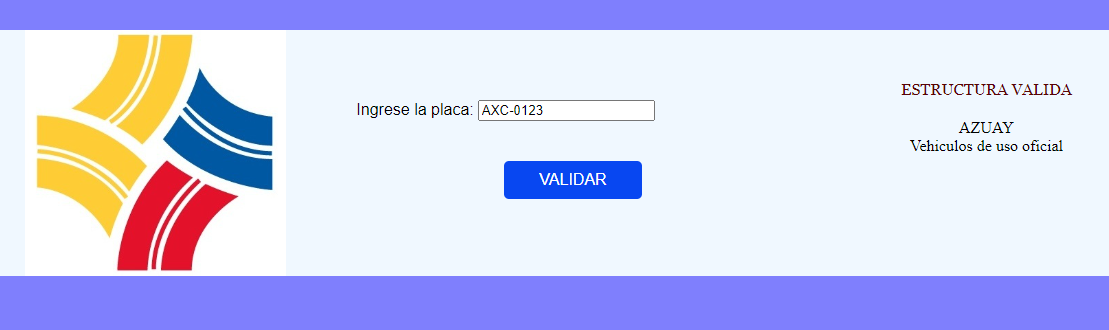 Ingrese la placa: AXC-0123
VALIDAR
ESTRUCTURA VALIDA
AZUAY
Vehiculos de uso oficial